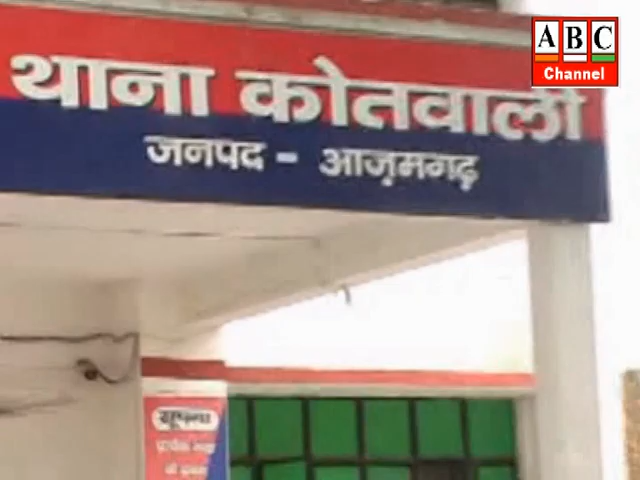 ABC
Channel
थाना कोतवाली
जनपद - आज़मगढ़
सूचना